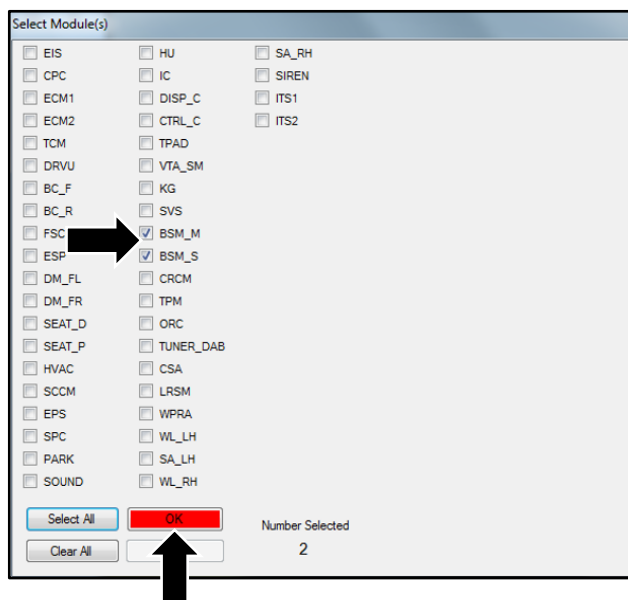 Select Module(s)
EIS
CPC
ECM1
ECM2
TCM
DRVU
BC_F
BC_R
FSC
ESP
DM_FL
DM_FR
SEAT_D
SEAT_P
HVAC
SCCM
EPS
SPC
PARK
SOUND
HU
IC
DISP_C
CTRL_C
TPAD
VTA_SM
KG
SVS
BSM_M
BSM_S
CRCM
TPM
ORC
TUNER_DAB
CSA
LRSM
WPRA
WL_LH
SA_LH
WL_RH
SA_RH
SIREN
ITS1
ITS2
Select All
OK
Number Selected
Clear All
2